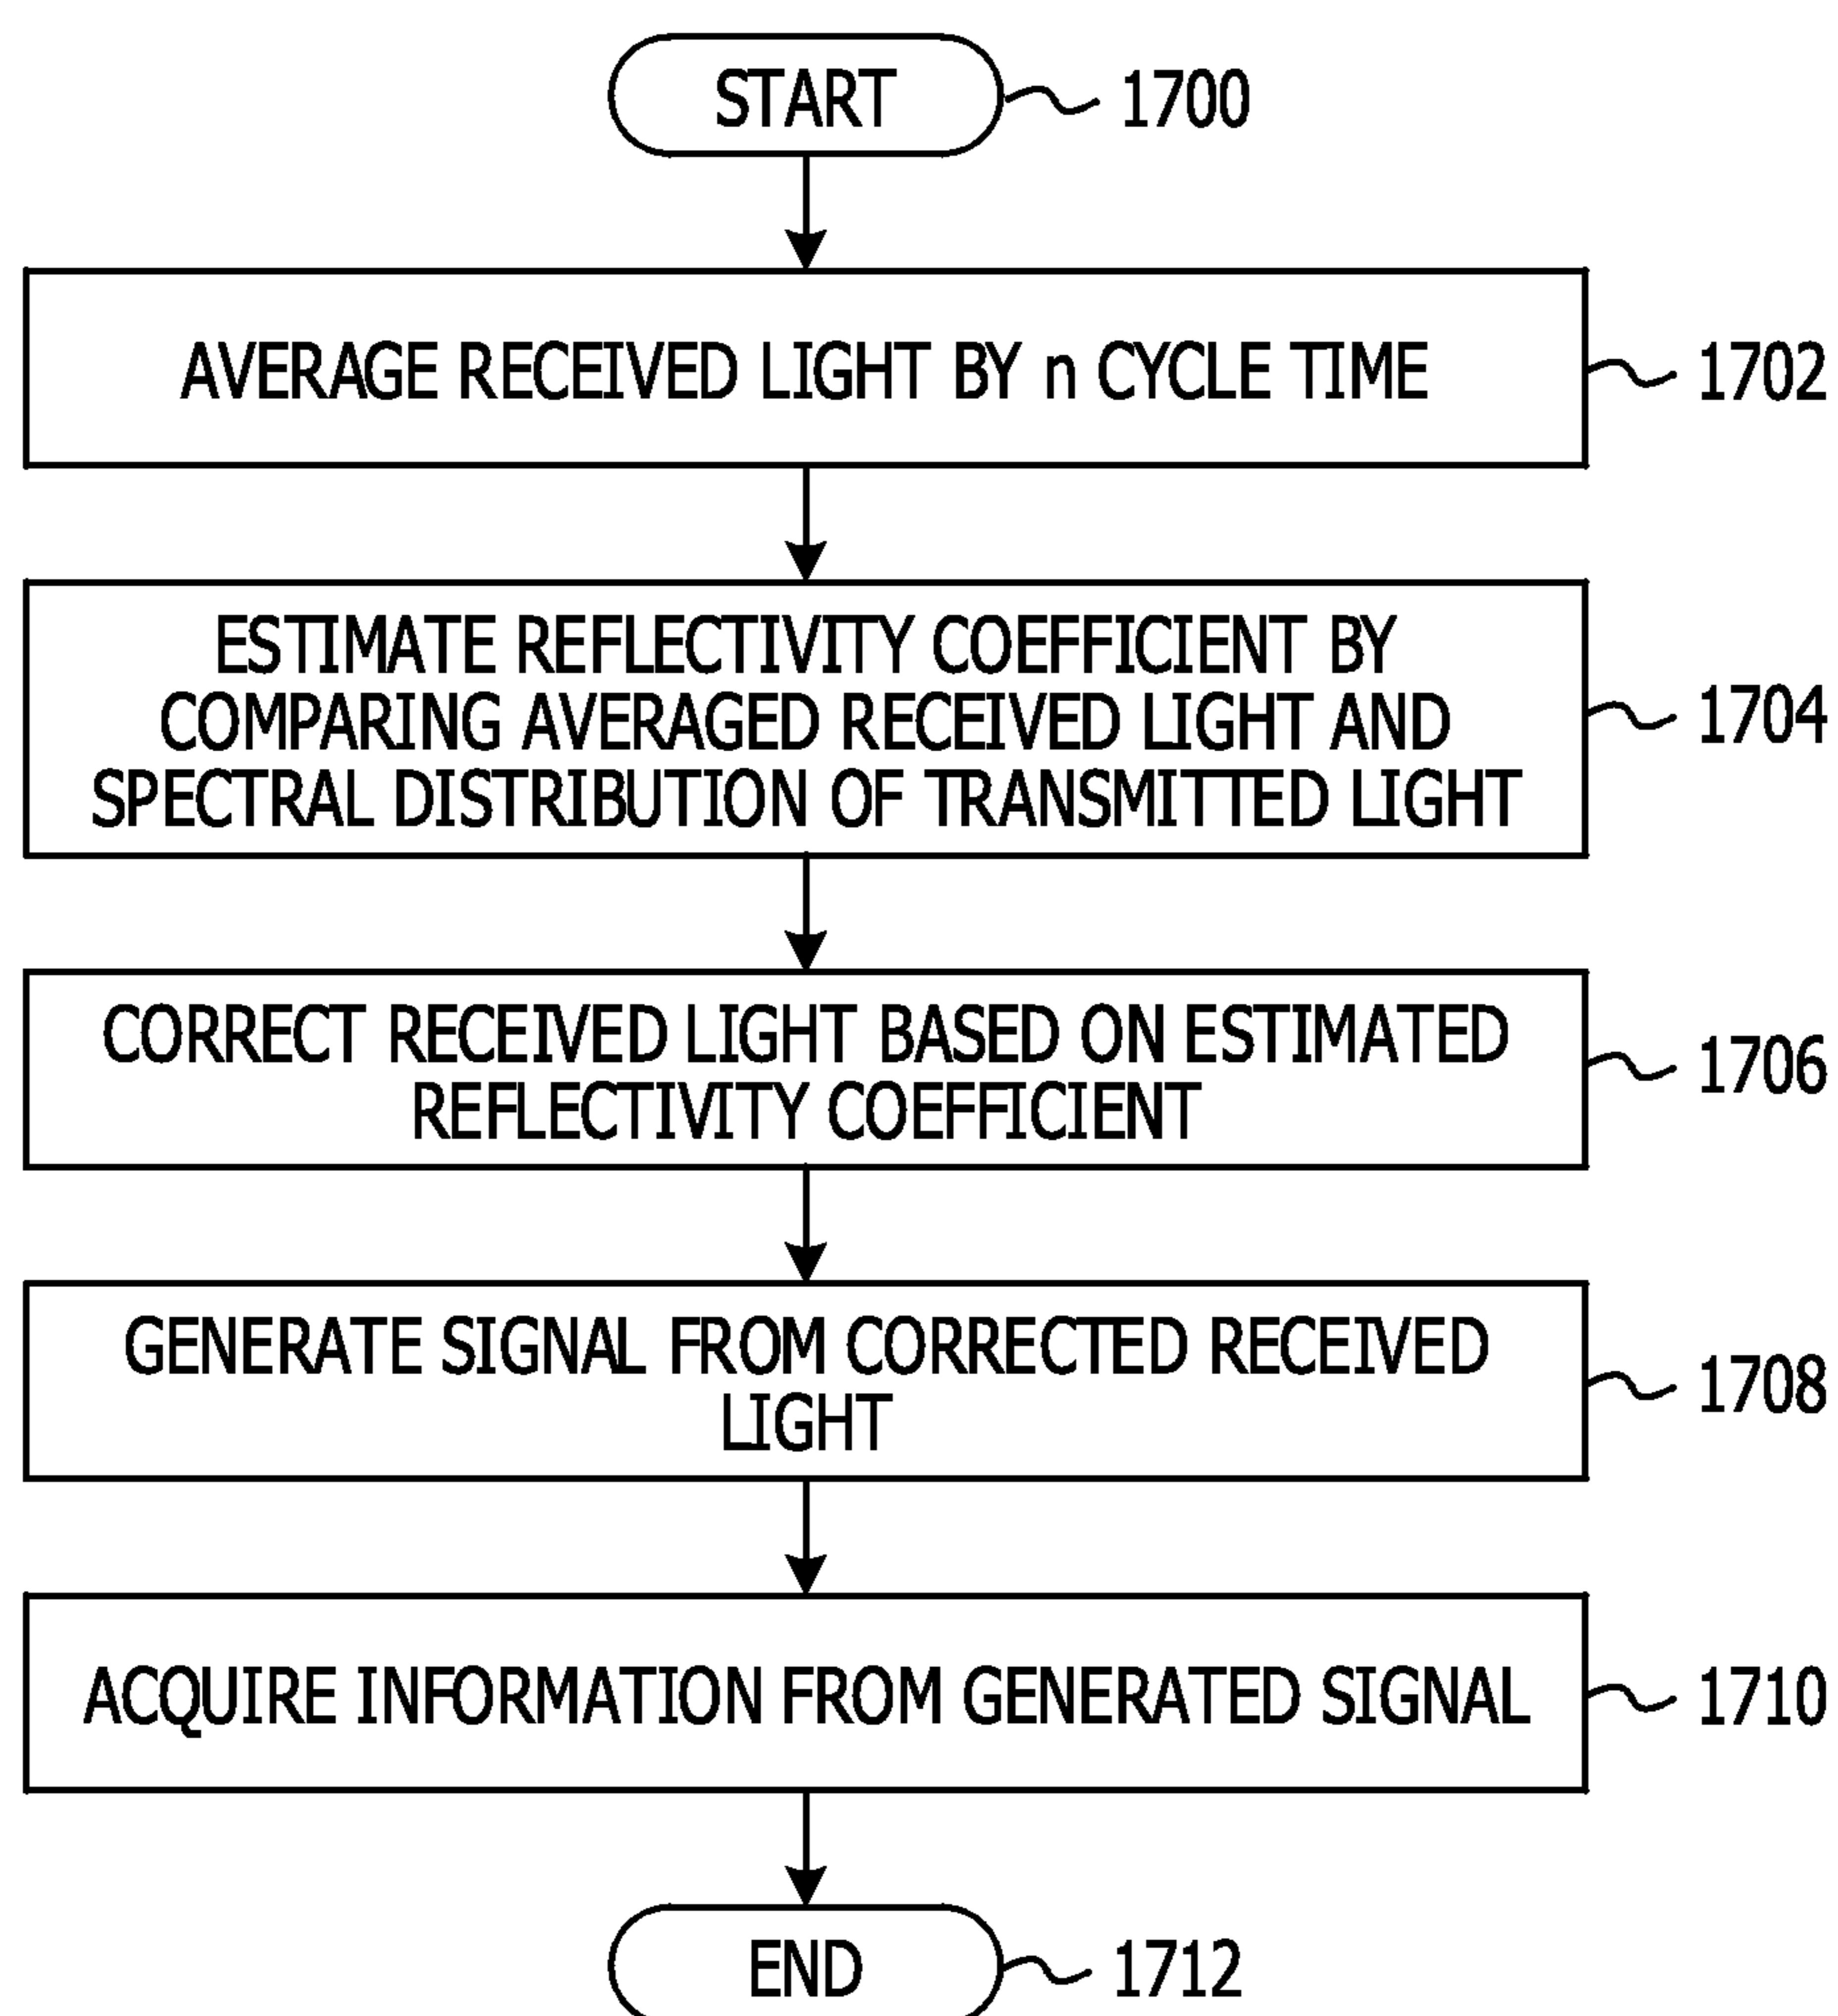 START
1700
AVERAGE RECEIVED LIGHT BY n CYCLE TIME
1702
ESTIMATE REFLECTIVITY COEFFICIENT BY
COMPARING AVERAGED RECEIVED LIGHT AND
SPECTRAL DISTRIBUTION OF TRANSMITTED LIGHT
1704
CORRECT RECEIVED LIGHT BASED ON ESTIMATED
REFLECTIVITY COEFFICIENT
1706
GENERATE SIGNAL FROM CORRECTED RECEIVED
LIGHT
1708
ACQUIRE INFORMATION FROM GENERATED SIGNAL
1710
END
1712